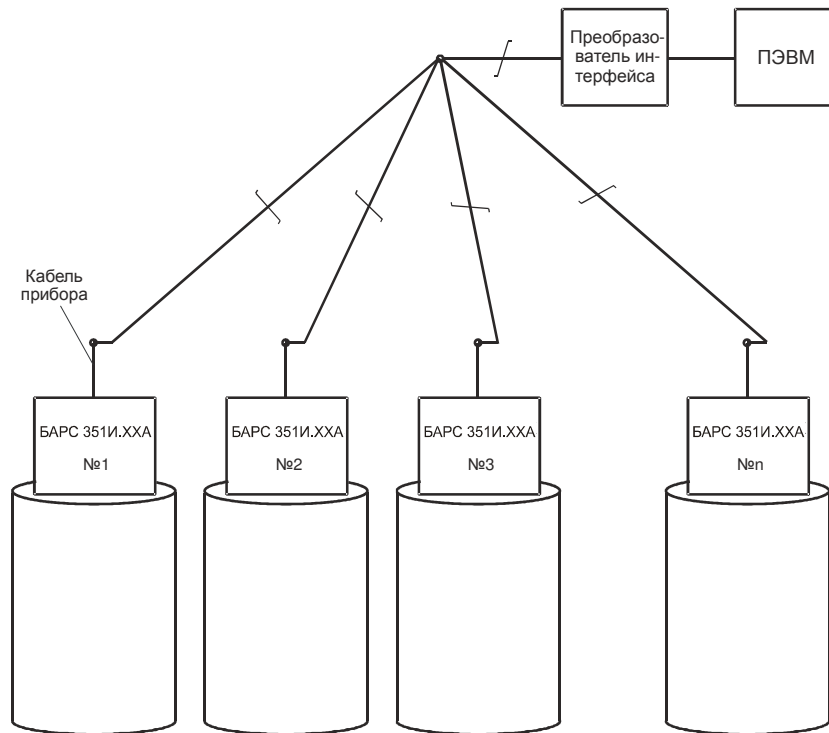 Преобразо-
ватель ин-
терфейса
ПЭВМ
Кабель
прибора
БАРС 351И.ХХА
№1
БАРС 351И.ХХА
№2
БАРС 351И.ХХА
№3
БАРС 351И.ХХА
№n